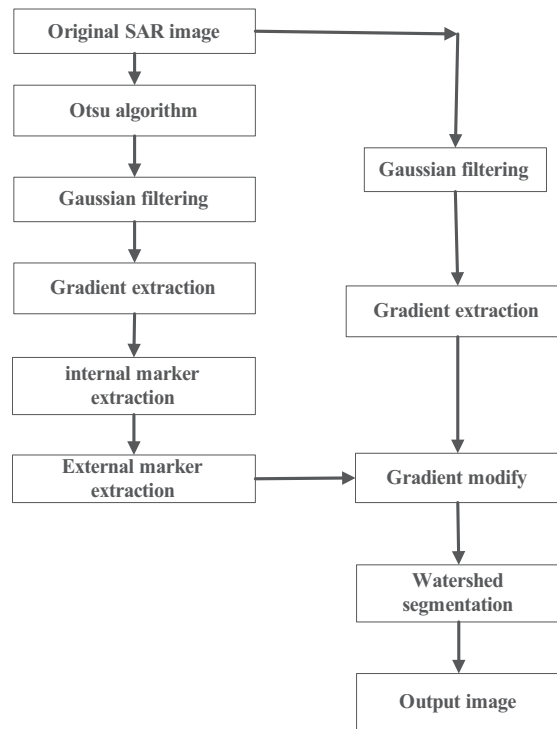 Original SAR image
Otsu algorithm
Gaussian filtering
Gradient extraction
internal marker
extraction
External marker
extraction
Gaussian filtering
Gradient extraction
Gradient modify
Watershed
segmentation
Output image